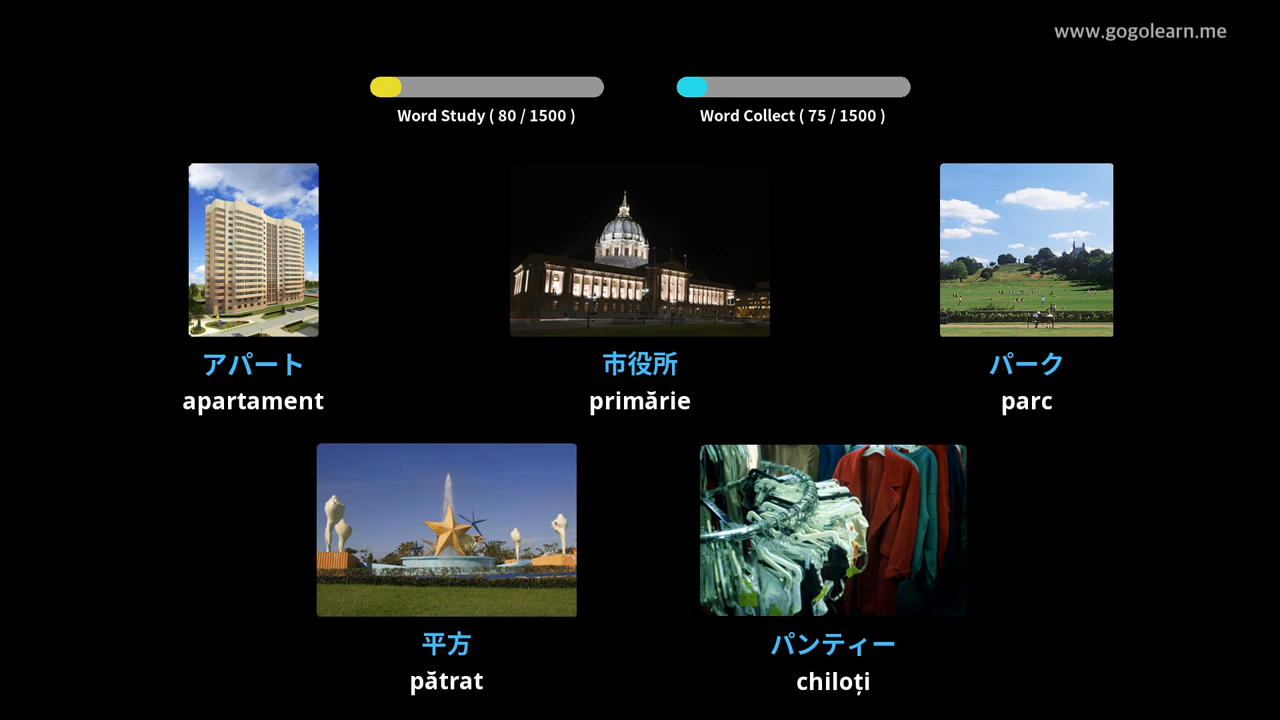 www.gogolearn.me
Word Study ( 80 / 1500 )
Word Collect ( 75 / 1500 )
アパート
apartament
市役所
primărie
パーク
parc
平方
pătrat
パンティー
chiloți